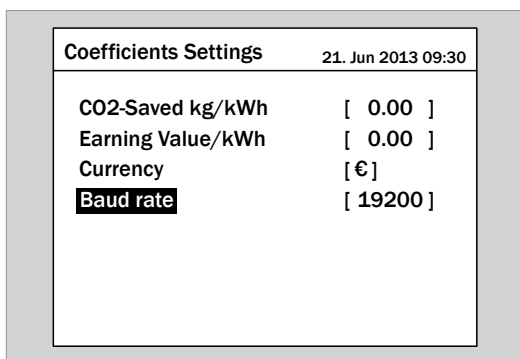 Coefficients Settings 21. Jun 2013 09:30
CO2-Saved kg/kWh [ 0.00 ]
Earning Value/kWh [ 0.00 ]
Currency [ € ]
Baud rate [ 19200 ]